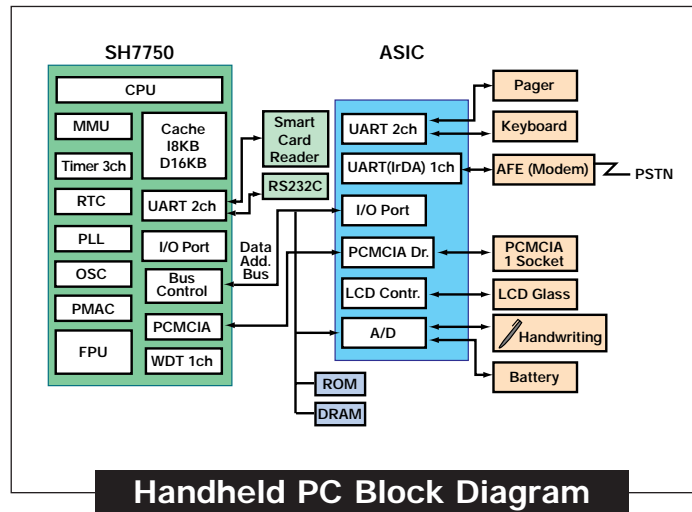 SH7750
CPU
MMU
Timer 3ch
RTC
PLL
OSC
PMAC
FPU
Cache
I8KB
D16KB
UART 2ch
I/O Port
Bus
Control
PCMCIA
WDT 1ch
Smart
Card
Reader
RS232C
Data
Add.
Bus
ASIC
UART 2ch
UART(IrDA) 1ch
I/O Port
PCMCIA Dr.
LCD Contr.
A/D
ROM
DRAM
Pager
Keyboard
AFE (Modem)
PSTN
PCMCIA
1 Socket
LCD Glass
Handwriting
Battery
Handheld PC Block Diagram